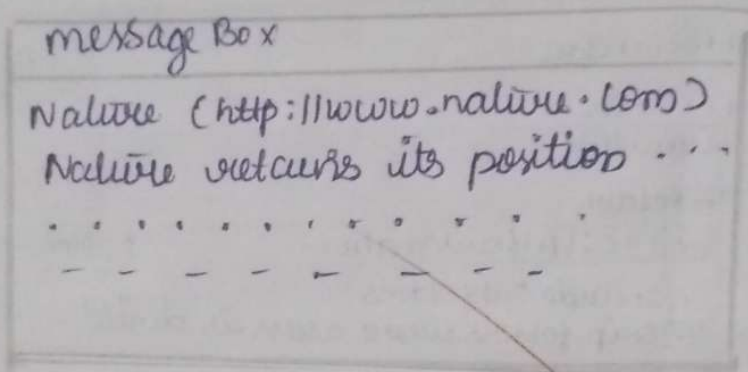 message Box
Nature (http://www.nature.com)
Nature retains its position ...
. . . . . . . . . . . .
- - - - - - - -